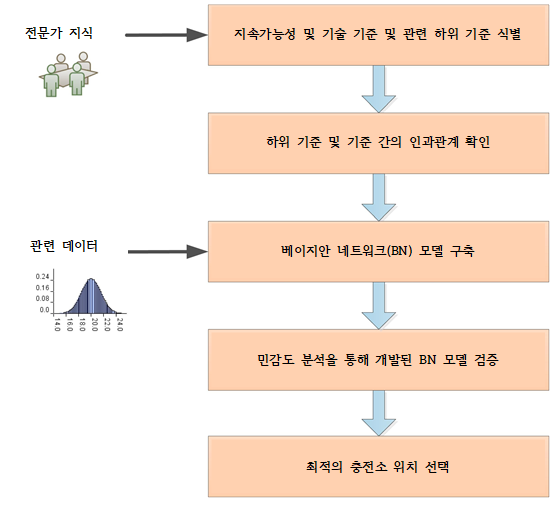 전문가 지식
지속가능성 및 기술 기준 및 관련 하위 기준 식별
하위 기준 및 기준 간의 인과관계 확인
관련 데이터
베이지안 네트워크(BN) 모델 구축
0.24
0.16
0.08
0.0
14.0
16.0
18.0
20.0
22.0
24.0
민감도 분석을 통해 개발된 BN 모델 검증
최적의 충전소 위치 선택